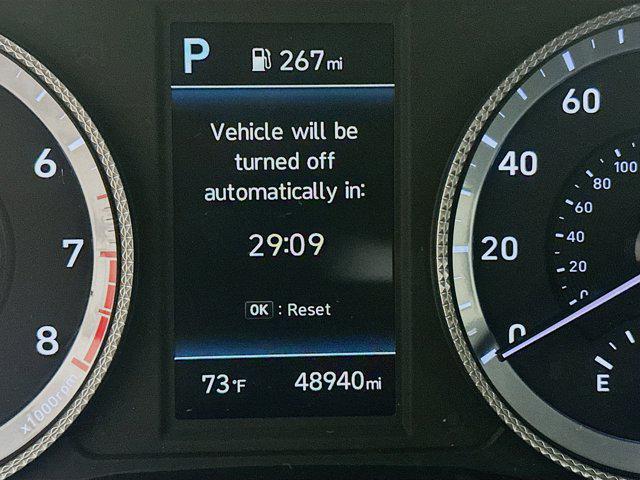 P
267mi
Vehicle will be
turned off
automatically in:
29:09
OK : Reset
73°F
48940mi
6
7
8
x1000rpm
60
40
20
0
100
80
60
40
20
0
E